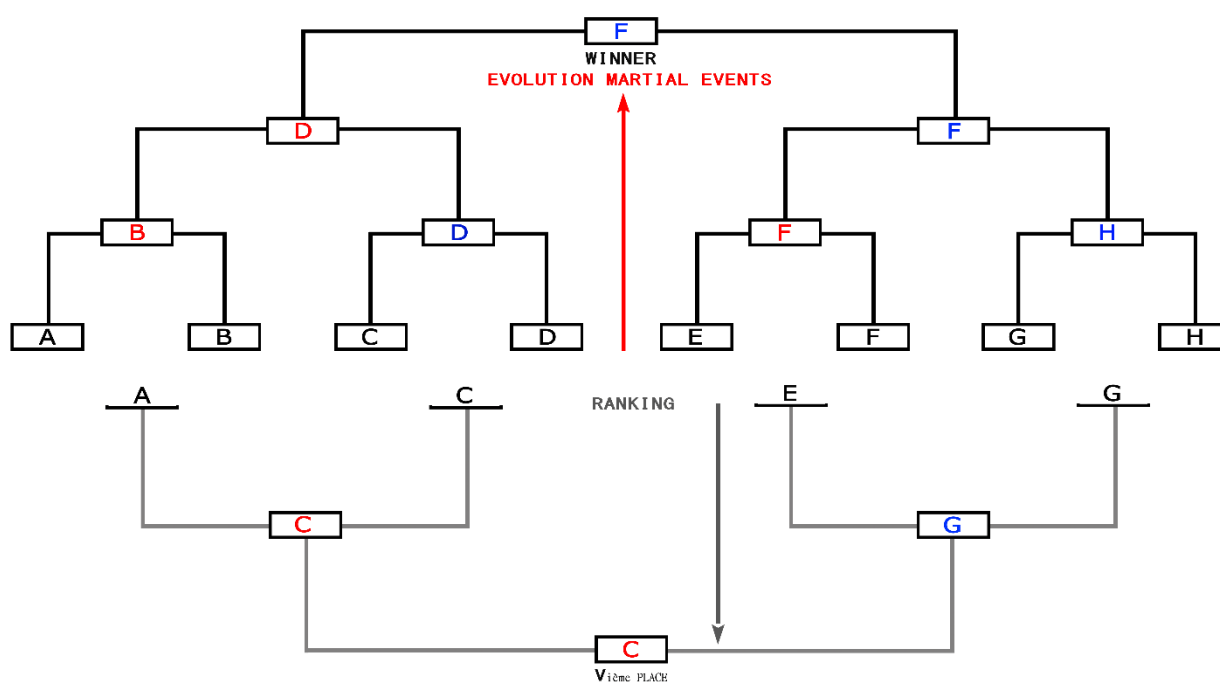 F
WINNER
EVOLUTION MARTIAL EVENTS
D F
B D F H
A B C D E F G H
A C RANKING E G
C G
C
Vième PLACE